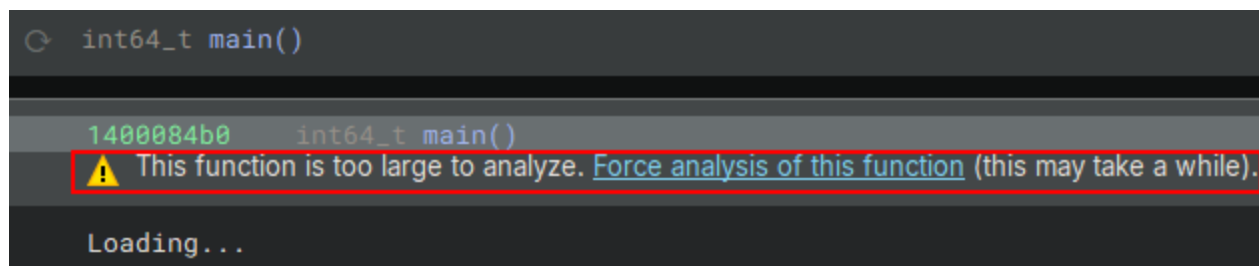 int64_t main()
1400084b0 int64_t main()
This function is too large to analyze. Force analysis of this function (this may take a while).
Loading...